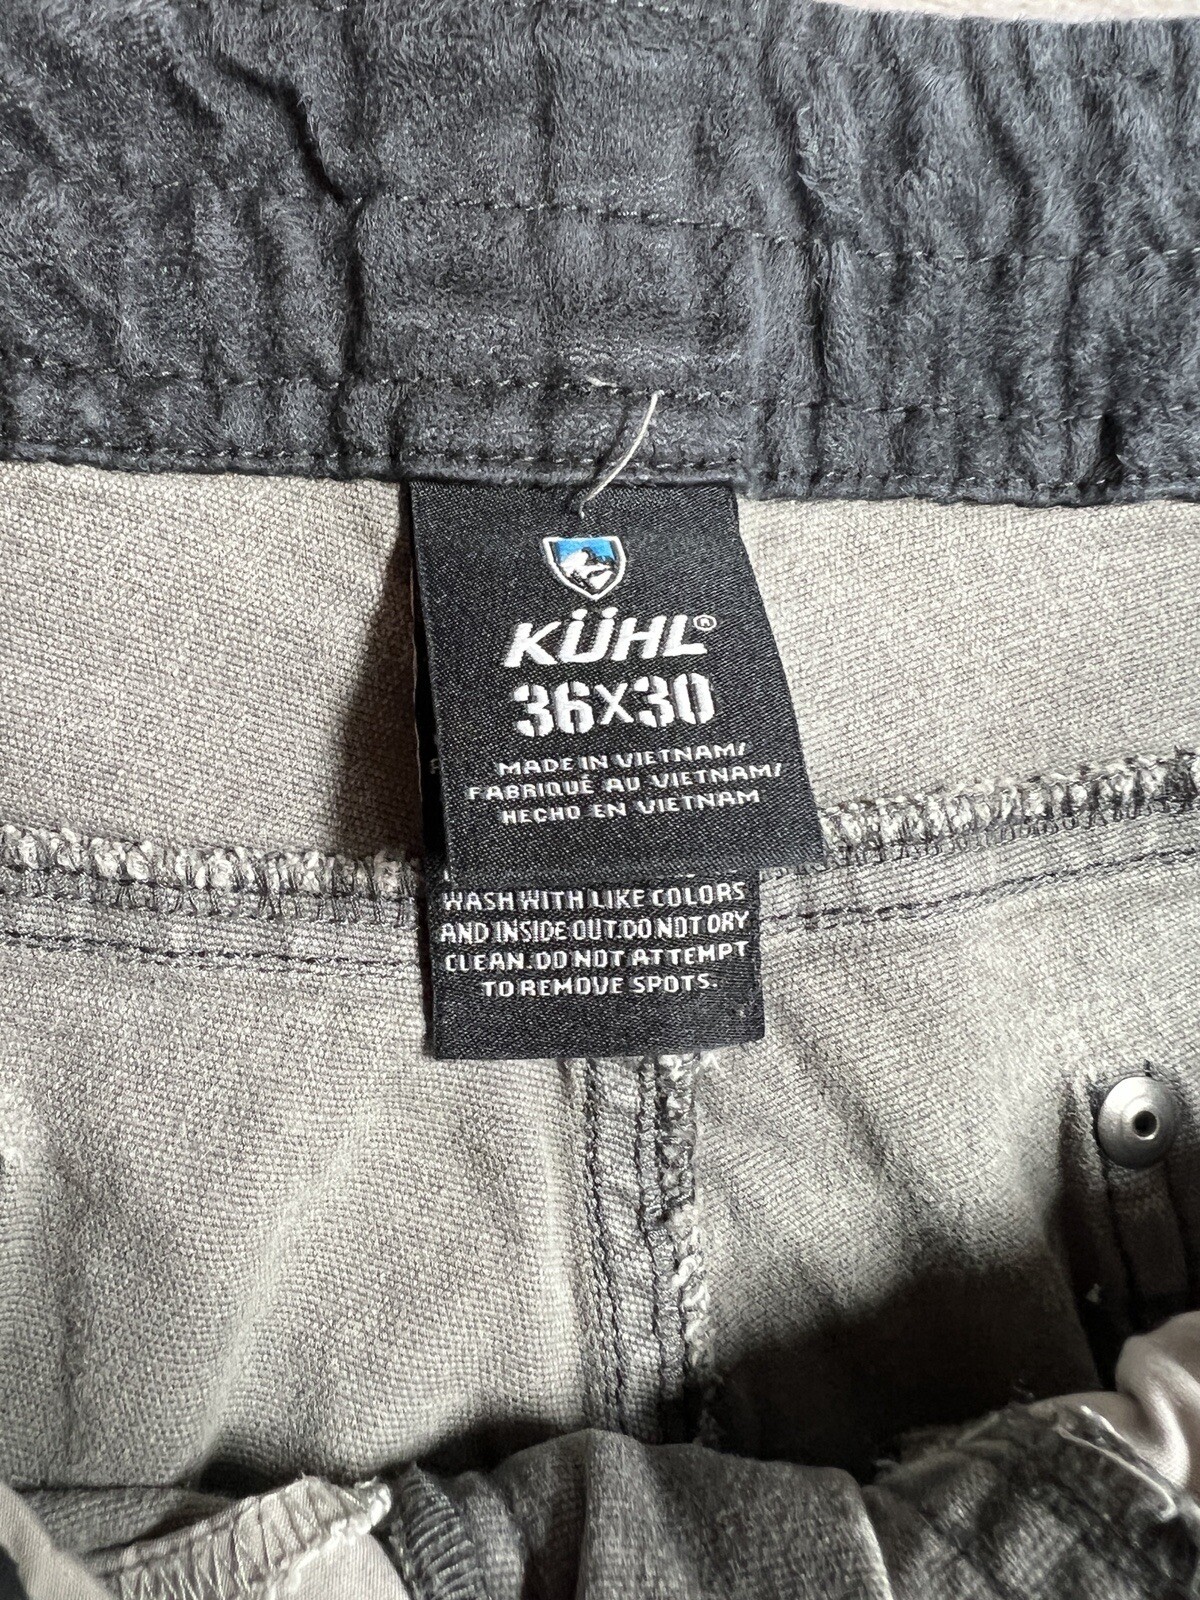 KÜHL®
36X30
MADE IN VIETNAM/
FABRIQUÉ AU VIETNAM/
HECHO EN VIETNAM
WASH WITH LIKE COLORS
AND INSIDE OUT.DO NOT DRY
CLEAN.DO NOT ATTEMPT
TO REMOVE SPOTS.